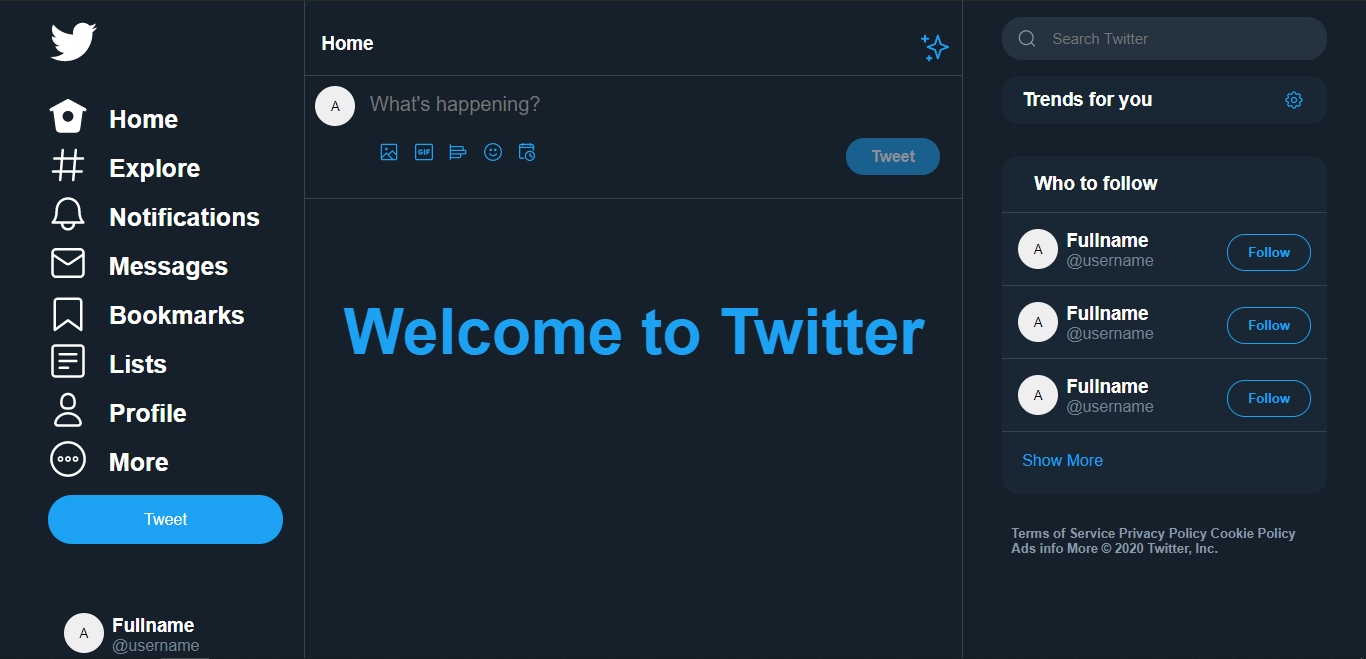 Home
Explore
Notifications
Messages
Bookmarks
Lists
Profile
More
Tweet
A
Fullname
@username
Home
A
What's happening?
GIF
Tweet
Welcome to Twitter
Search Twitter
Trends for you
Who to follow
A
Fullname
@username
Follow
A
Fullname
@username
Follow
A
Fullname
@username
Follow
Show More
Terms of Service Privacy Policy Cookie Policy
Ads info More © 2020 Twitter, Inc.